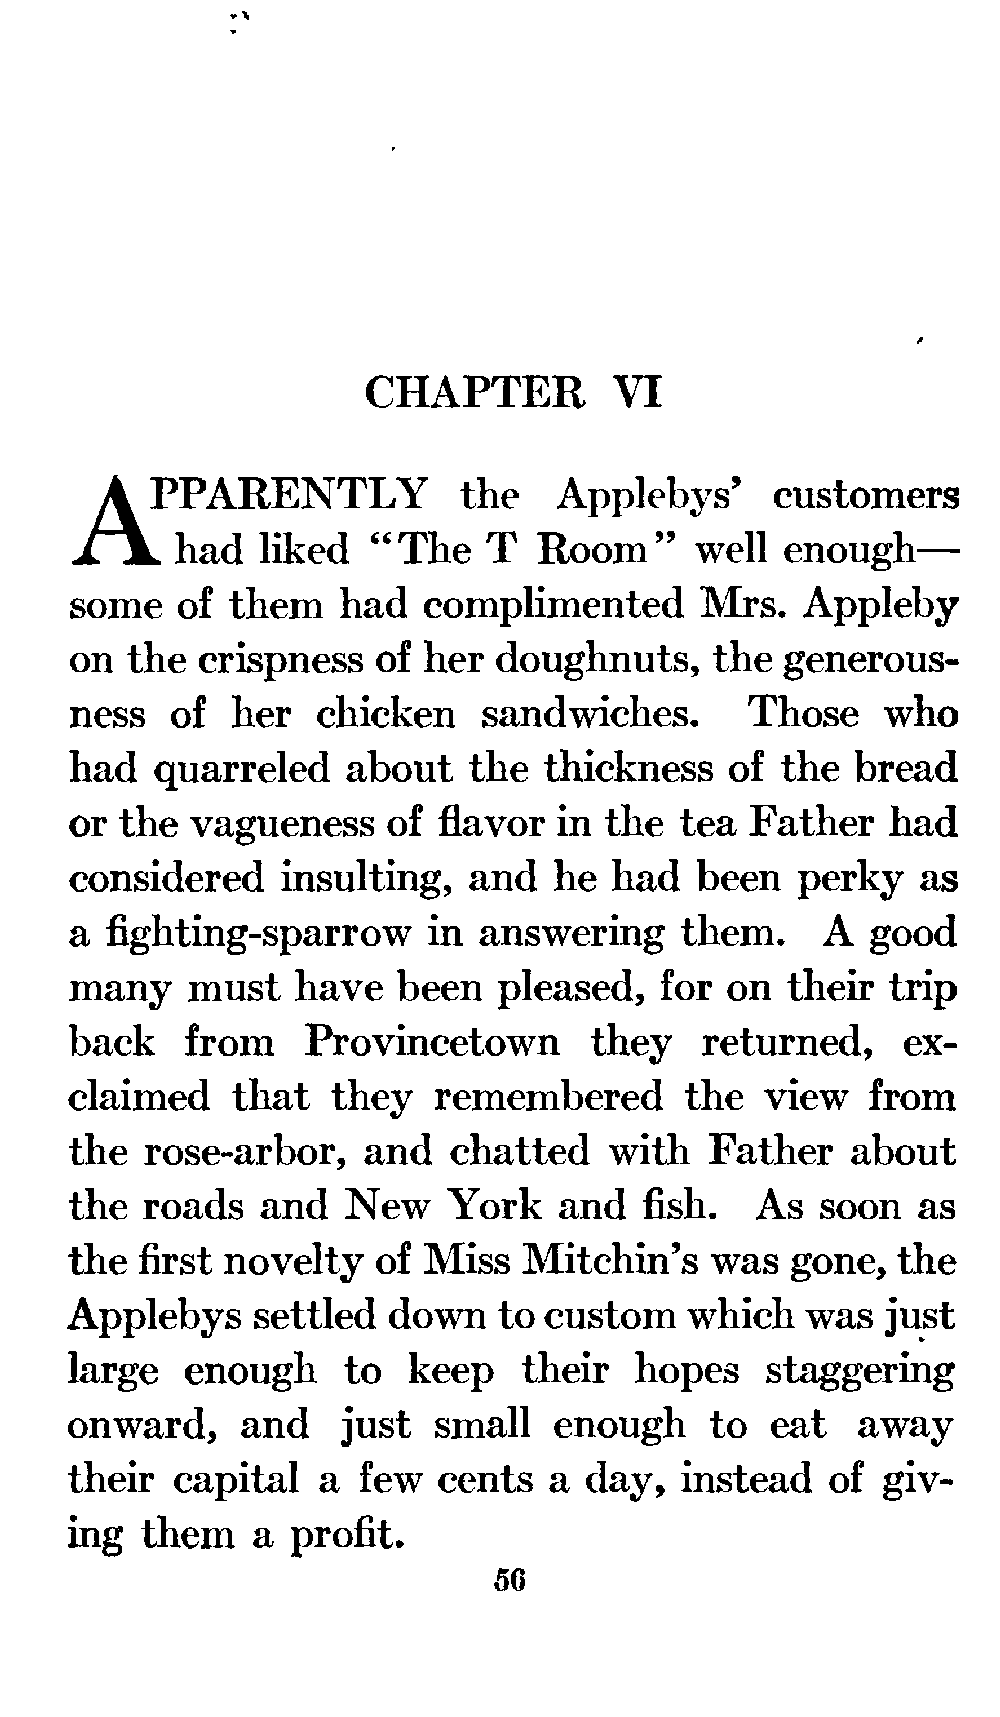 CHAPTER VI
APPARENTLY the Applebys' customers
had liked “The T Room” well enough—
some of them had complimented Mrs. Appleby
on the crispness of her doughnuts, the generous-
ness of her chicken sandwiches. Those who
had quarreled about the thickness of the bread
or the vagueness of flavor in the tea Father had
considered insulting, and he had been perky as
a fighting-sparrow in answering them. A good
many must have been pleased, for on their trip
back from Provincetown they returned, ex-
claimed that they remembered the view from
the rose-arbor, and chatted with Father about
the roads and New York and fish. As soon as
the first novelty of Miss Mitchin's was gone, the
Applebys settled down to custom which was just
large enough to keep their hopes staggering
onward, and just small enough to eat away
their capital a few cents a day, instead of giv-
ing them a profit.
56